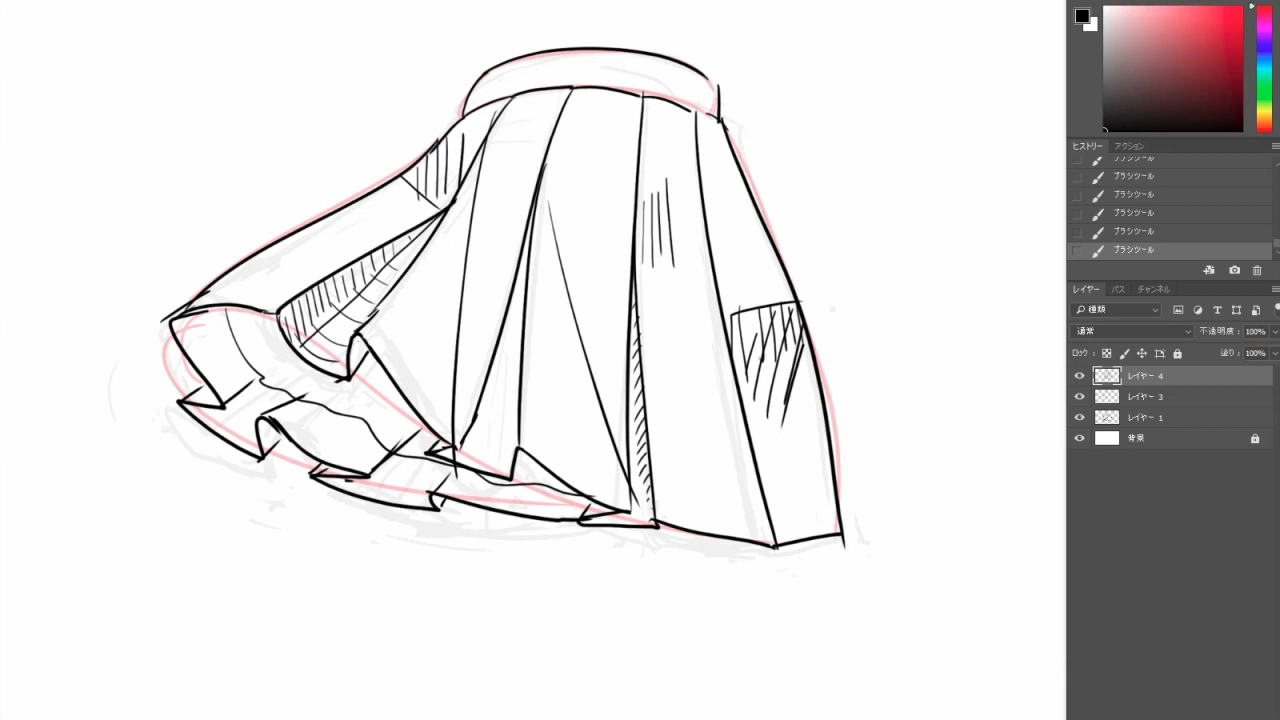 ヒストリー アクション
ブラシツール
ブラシツール
ブラシツール
ブラシツール
ブラシツール
ブラシツール
レイヤー パス チャンネル
種類
通常 不透明度: 100%
ロック: 塗り: 100%
レイヤー 4
レイヤー 3
レイヤー 1
背景